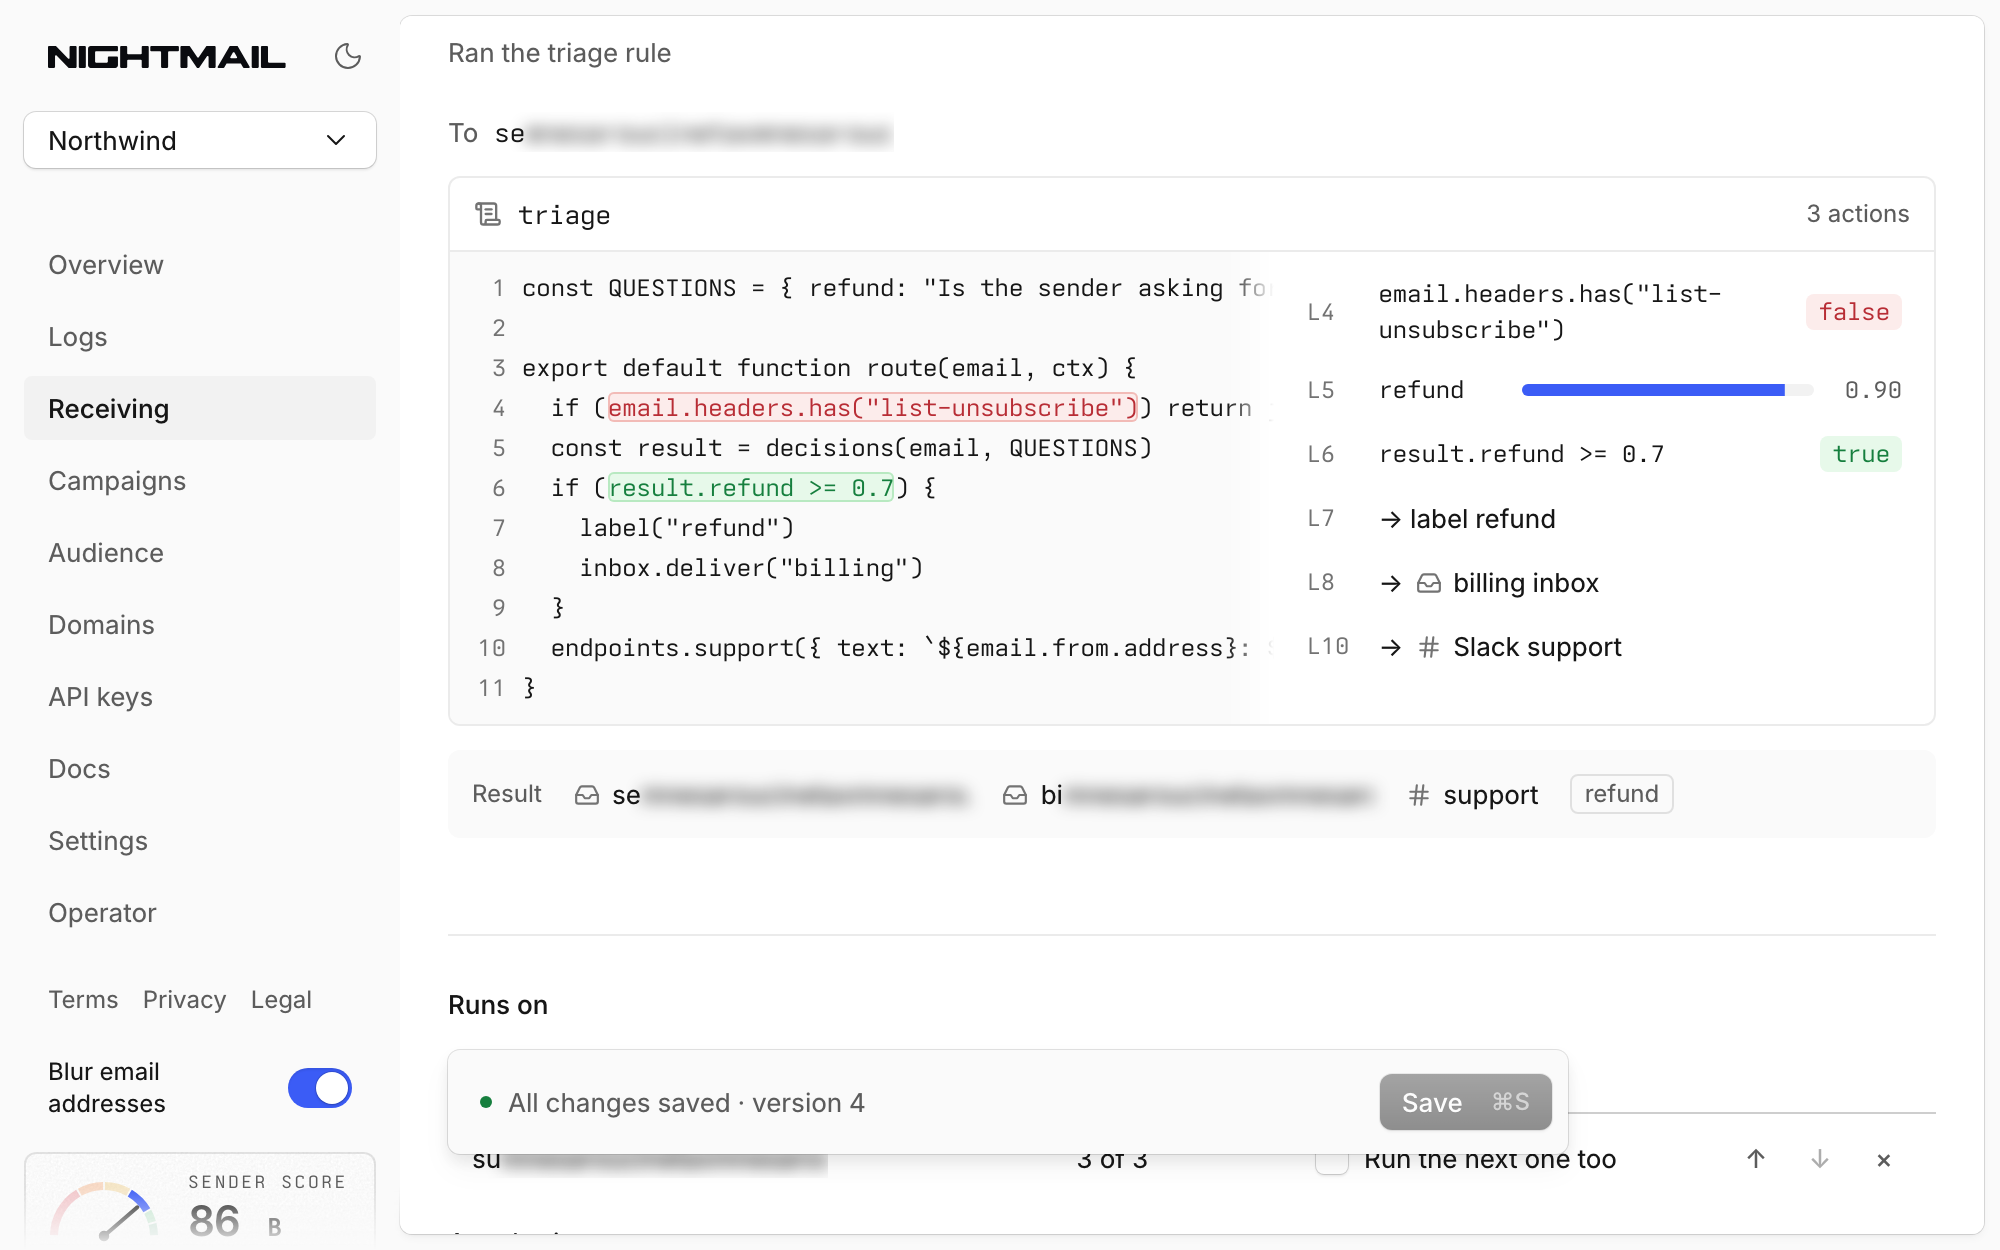 NIGHTMAIL
Northwind
Overview
Logs
Receiving
Campaigns
Audience
Domains
API keys
Docs
Settings
Operator
Terms Privacy Legal
Blur email
addresses
SENDER SCORE
86 B
Ran the triage rule
To se
triage
3 actions
1 const QUESTIONS = { refund: "Is the sender asking for
2
3 export default function route(email, ctx) {
4 if (email.headers.has("list-unsubscribe")) return
5 const result = decisions(email, QUESTIONS)
6 if (result.refund >= 0.7) {
7 label("refund")
8 inbox.deliver("billing")
9 }
10 endpoints.support({ text: `${email.from.address}:
11 }
L4 email.headers.has("list-
unsubscribe") false
L5 refund 0.90
L6 result.refund >= 0.7 true
L7 → label refund
L8 → billing inbox
L10 → # Slack support
Result se bi # support refund
Runs on
All changes saved · version 4
Save ⌘S
su 3 of 3 Run the next one too ↑ ↓ ×